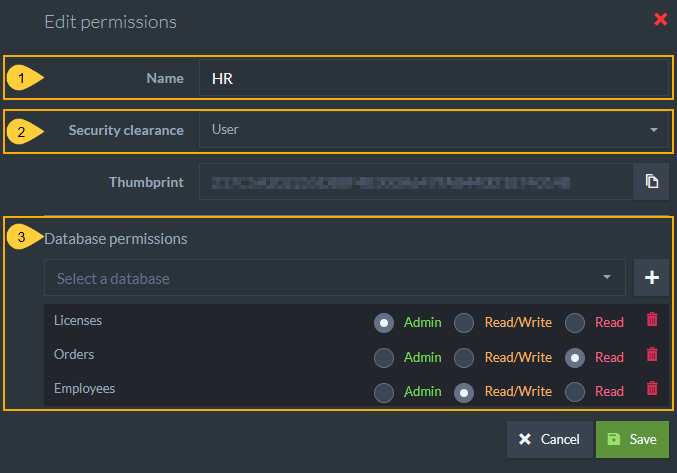 Edit permissions
1 Name HR
2 Security clearance User
Thumbprint
3 Database permissions
Select a database
Licenses Admin Read/Write Read
Orders Admin Read/Write Read
Employees Admin Read/Write Read
Cancel Save